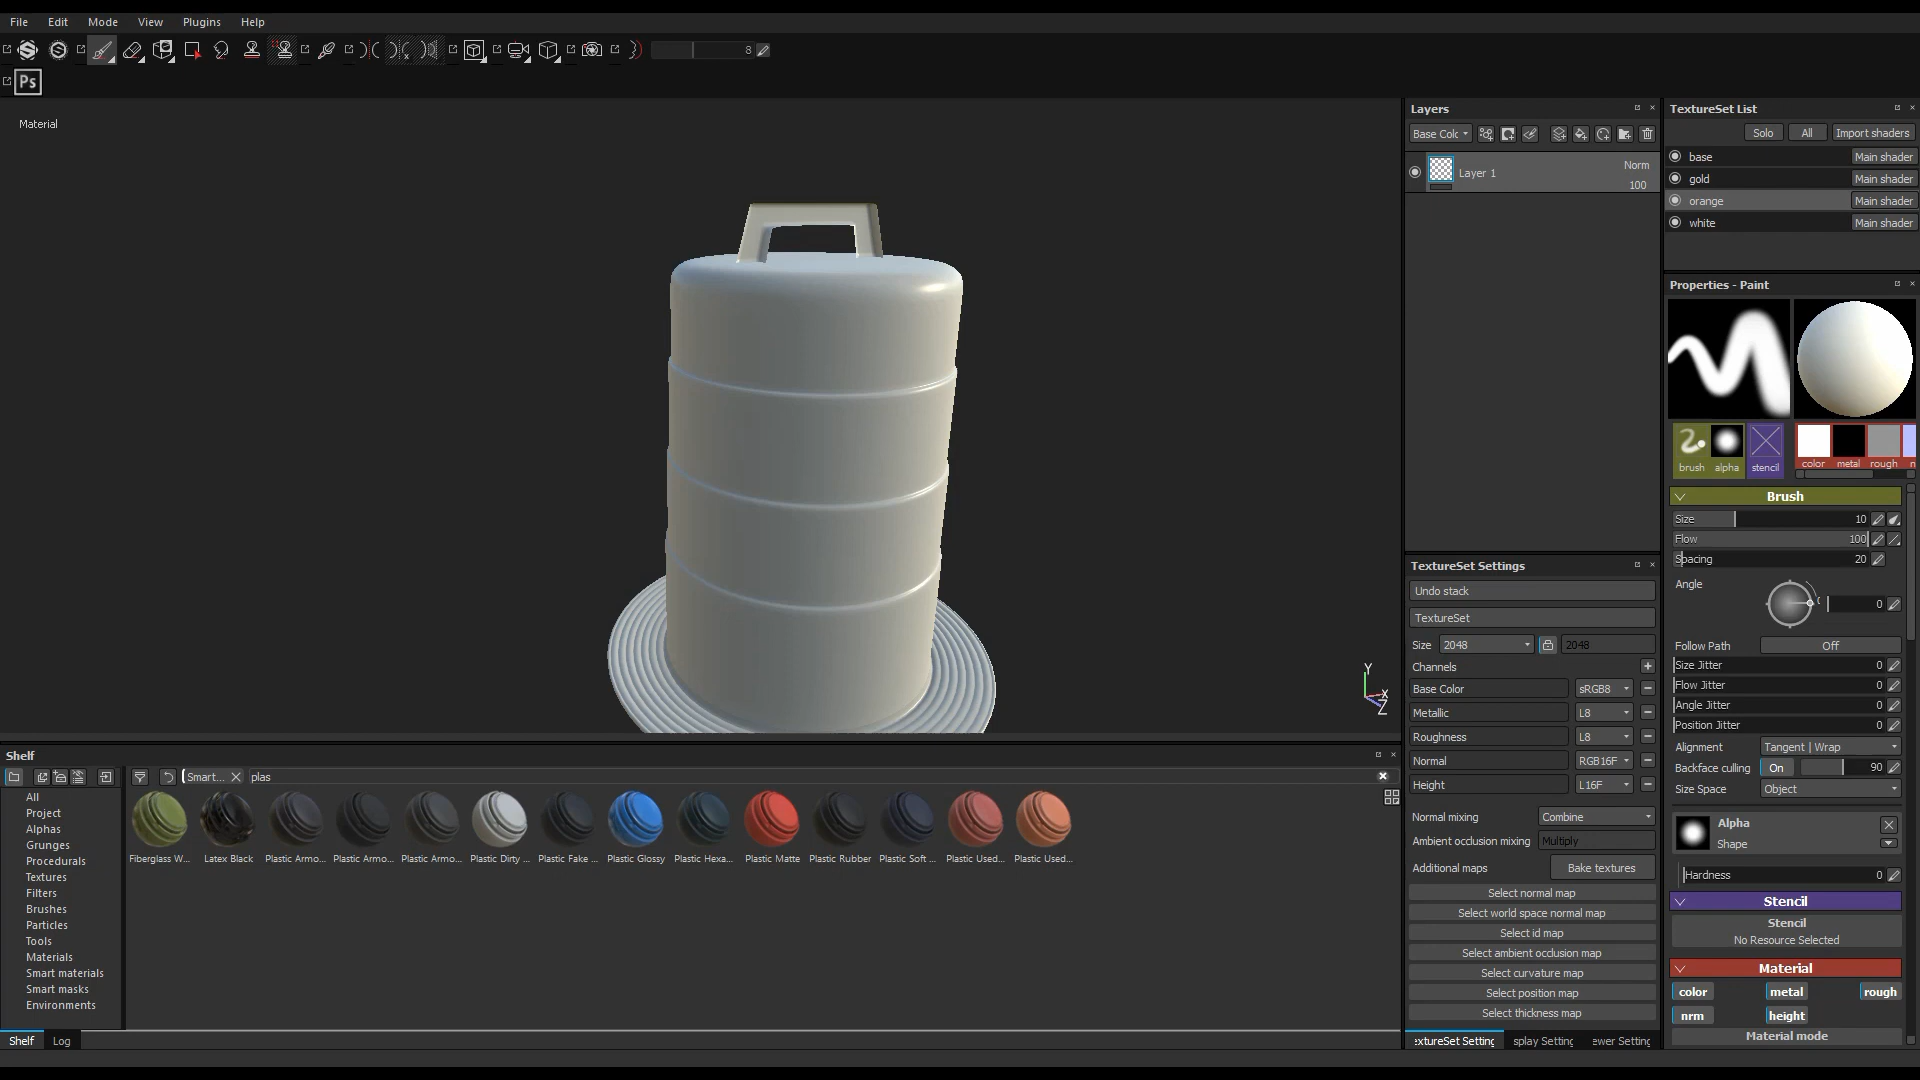 File Edit Mode View Plugins Help
8
Ps
Material
Layers
Base Colc
Layer 1
Norm
100
TextureSet List
Solo All Import shaders
base Main shader
gold Main shader
orange Main shader
white Main shader
Properties - Paint
brush alpha stencil color metal rough n
Brush
Size 10
Flow 100
Spacing 20
Angle 0
Follow Path Off
Size Jitter 0
Flow Jitter 0
Angle Jitter 0
Position Jitter 0
Alignment Tangent | Wrap
Backface culling On 90
Size Space Object
Alpha
Shape
Hardness 0
Stencil
Stencil
No Resource Selected
Material
color metal rough
nrm height
Material mode
TextureSet Settings
Undo stack
TextureSet
Size 2048 2048
Channels
Base Color sRGB8
Metallic L8
Roughness L8
Normal RGB16F
Height L16F
Normal mixing Combine
Ambient occlusion mixing Multiply
Additional maps Bake textures
Select normal map
Select world space normal map
Select id map
Select ambient occlusion map
Select curvature map
Select position map
Select thickness map
extureSet Setting splay Setting ewer Setting
Y
X
Z
Shelf
Smart... plas
All
Project
Alphas
Grunges
Procedurals
Textures
Filters
Brushes
Particles
Tools
Materials
Smart materials
Smart masks
Environments
Fiberglass W... Latex Black Plastic Armo... Plastic Armo... Plastic Armo... Plastic Dirty ... Plastic Fake ... Plastic Glossy Plastic Hexa... Plastic Matte Plastic Rubber Plastic Soft ... Plastic Used... Plastic Used...
Shelf Log